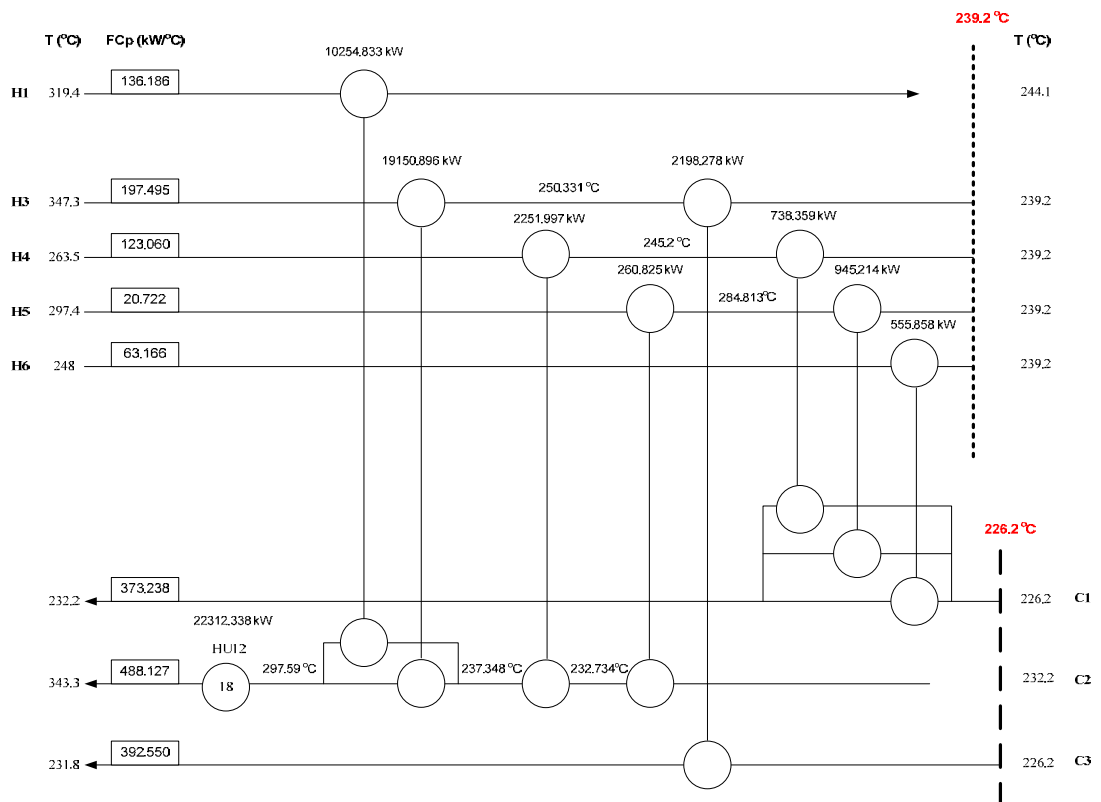 239.2 °C
T (°C) FCp (kW/°C) T (°C)
10254.833 kW
H1 319.4 136.186 244.1
19150.896 kW 2198.278 kW
H3 347.3 197.495 250.331 °C 239.2
2251.997 kW 738.359 kW
H4 263.5 123.060 245.2 °C 239.2
260.825 kW 945.214 kW
H5 297.4 20.722 284.813°C 239.2
555.858 kW
H6 248 63.166 239.2
226.2 °C
232.2 373.238 226.2 C1
22312.338 kW
HU12
343.3 488.127 18 297.59 °C 237.348 °C 232.734°C 232.2 C2
231.8 392.550 226.2 C3